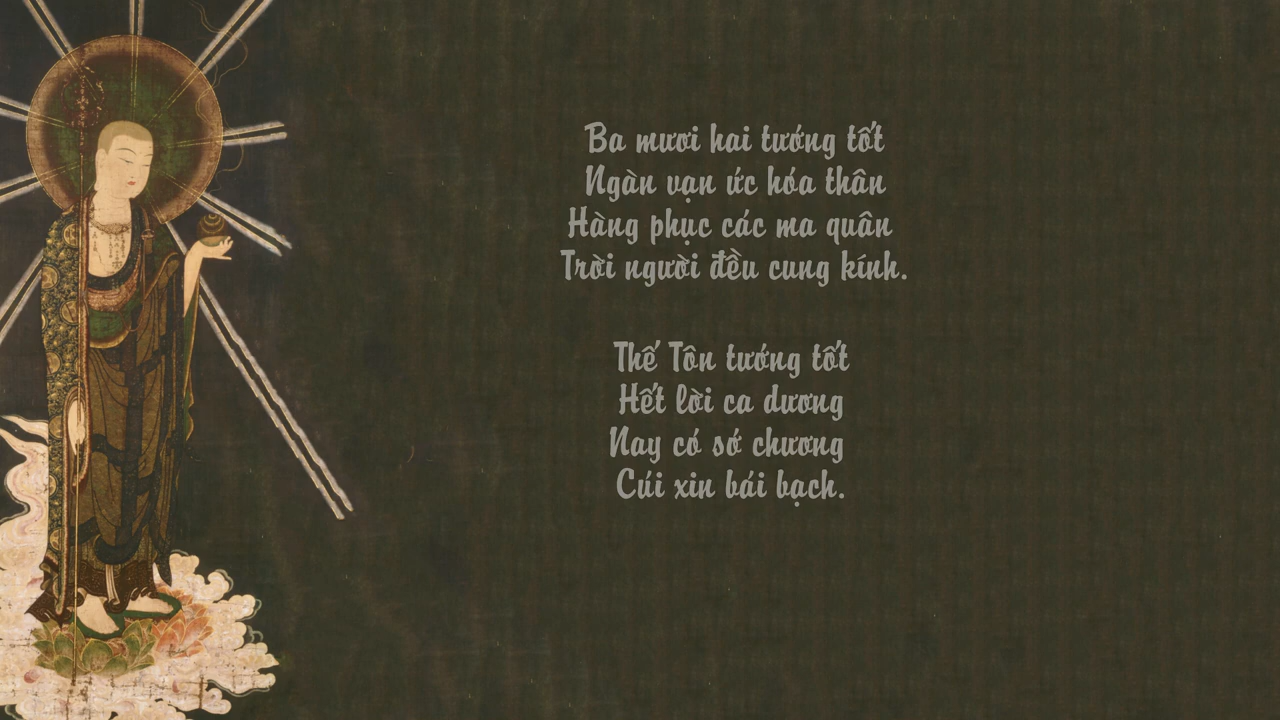 Ba mươi hai tướng tốt
Ngàn vạn ức hóa thân
Hàng phục các ma quân
Trời người đều cung kính.
Thế Tôn tướng tốt
Hết lời ca dương
Nay có sớ chương
Cúi xin bái bạch.